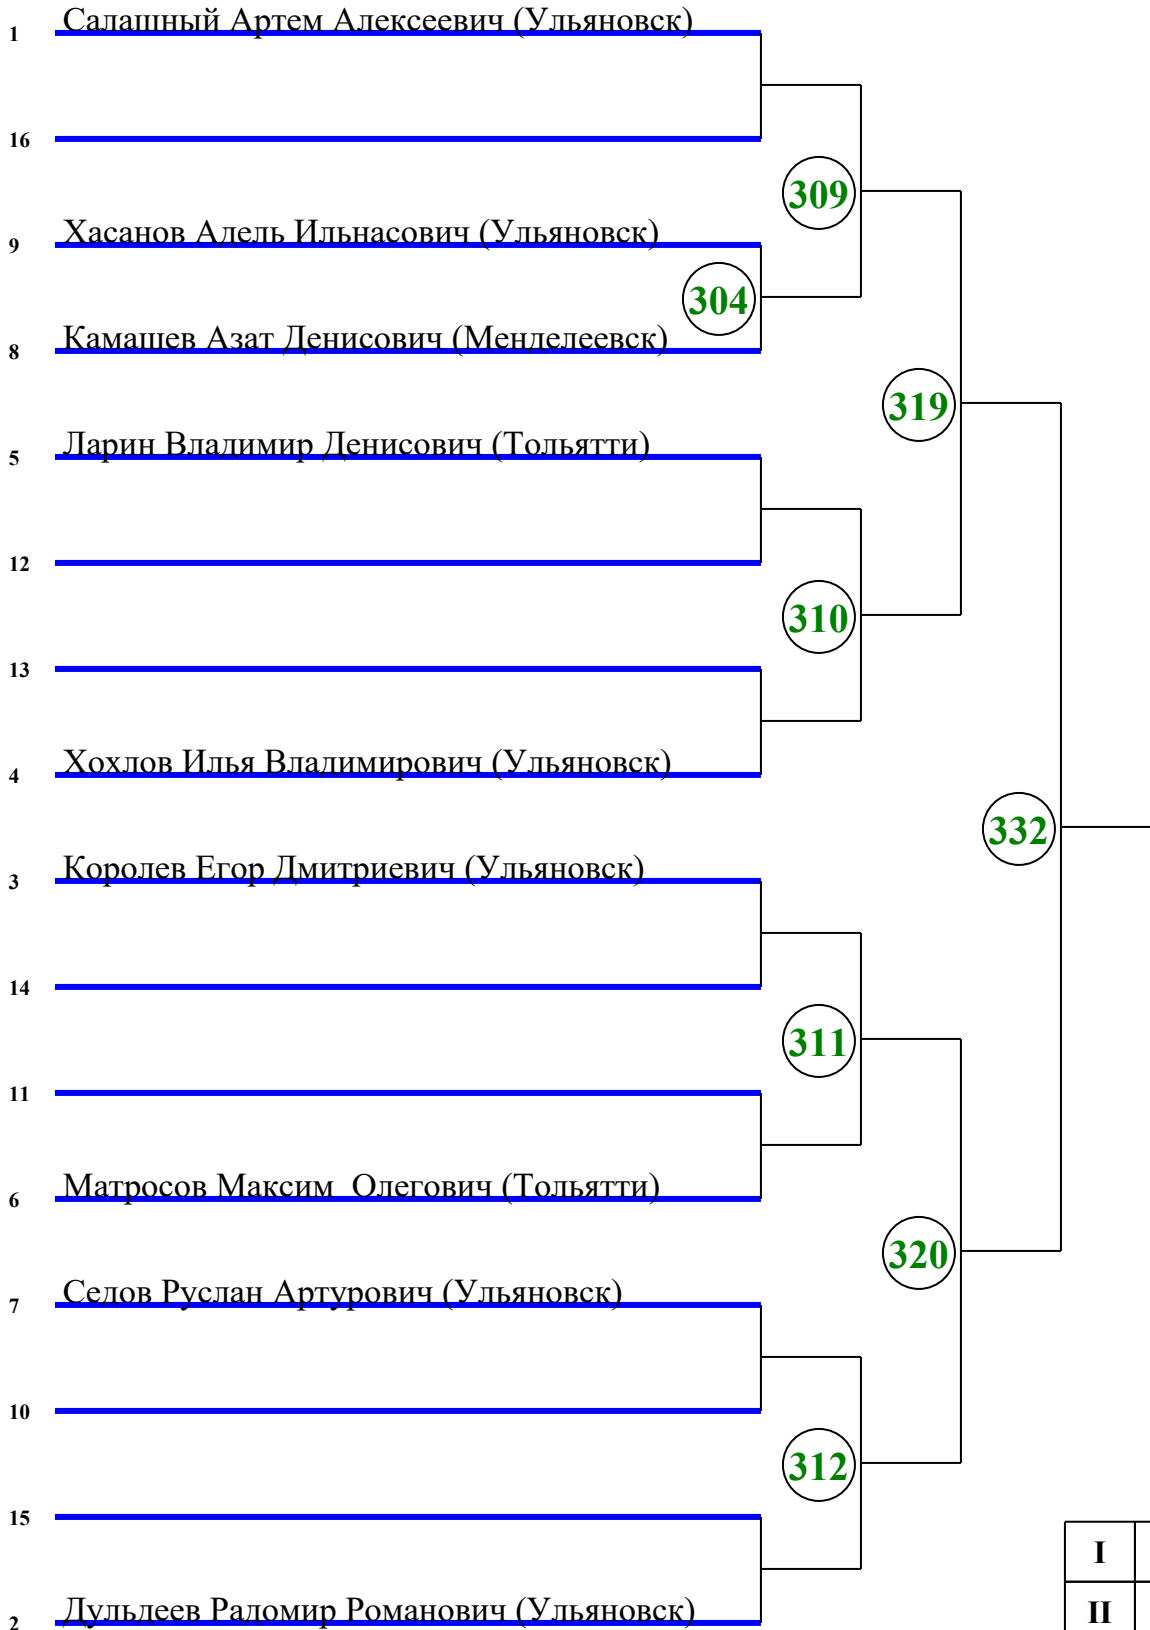 1 Салашный Артем Алексеевич (Ульяновск)
16
309
9 Хасанов Адель Ильнасович (Ульяновск)
304
8 Камашев Азат Денисович (Менделеевск)
319
5 Ларин Владимир Денисович (Тольятти)
12
310
13
4 Хохлов Илья Владимирович (Ульяновск)
332
3 Королев Егор Дмитриевич (Ульяновск)
14
311
11
6 Матросов Максим  Олегович (Тольятти)
320
7 Седов Руслан Артурович (Ульяновск)
10
312
15
I
2 Дульдеев Радомир Романович (Ульяновск)
II